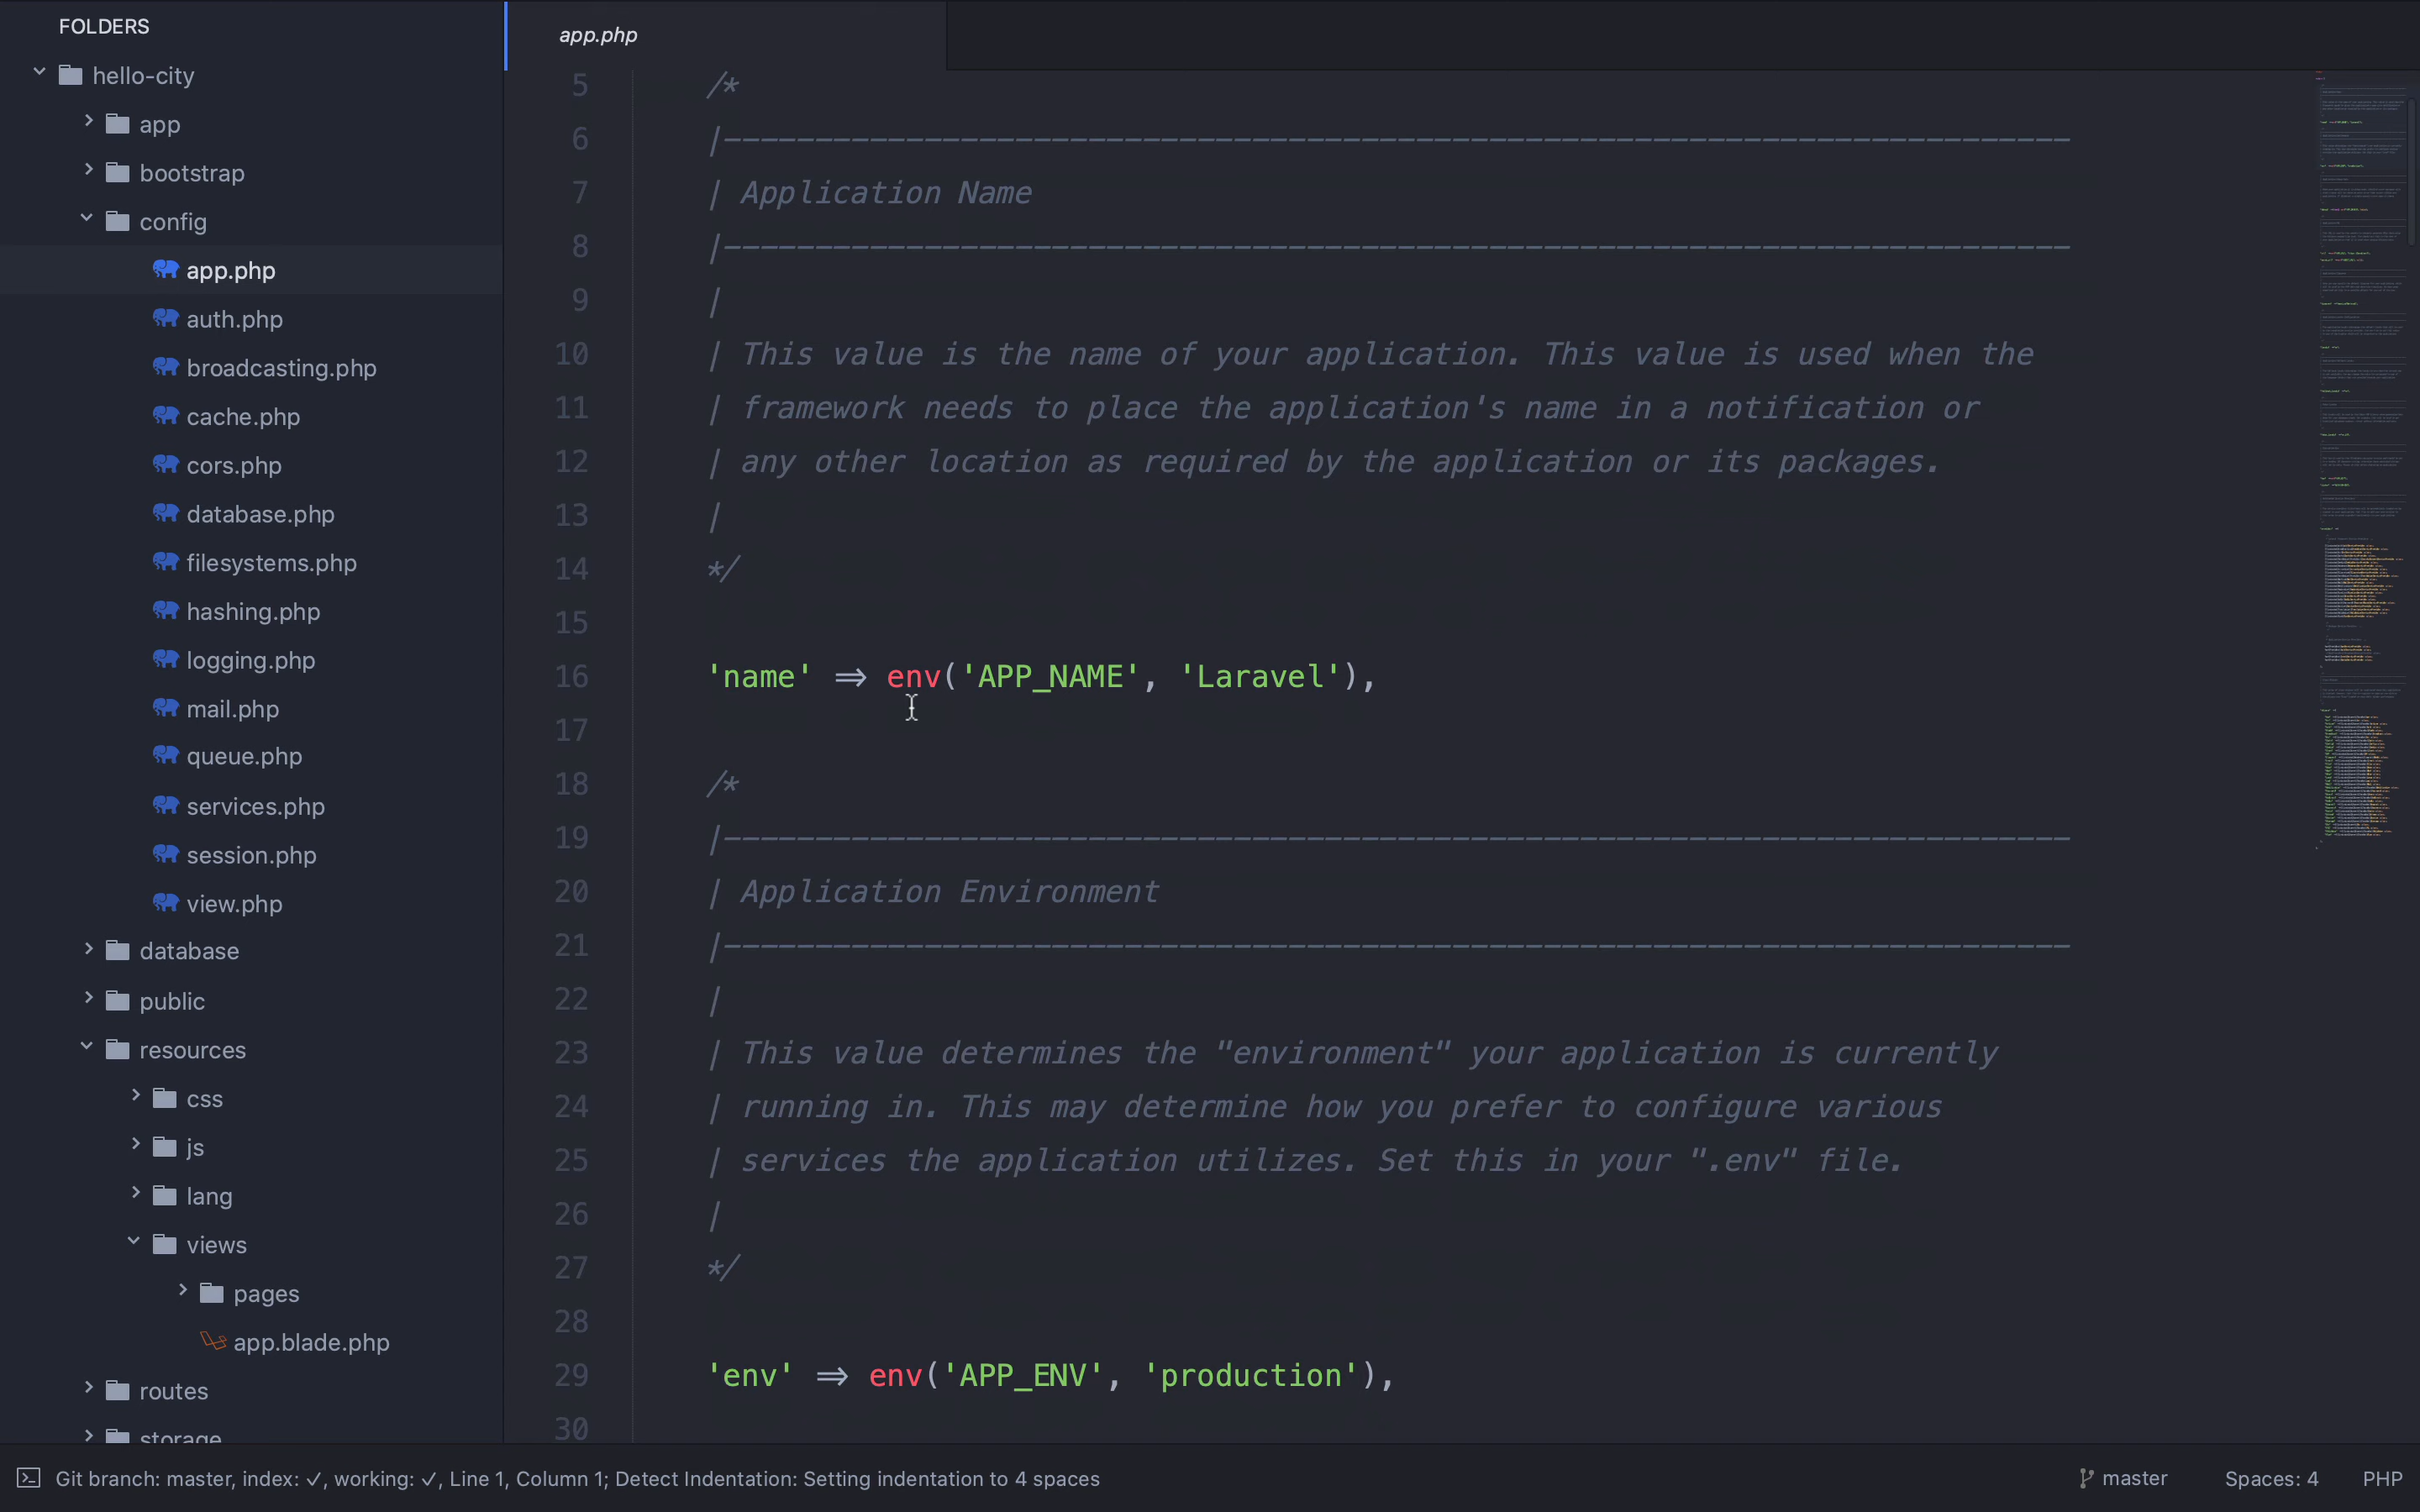 FOLDERS
hello-city
app
bootstrap
config
app.php
auth.php
broadcasting.php
cache.php
cors.php
database.php
filesystems.php
hashing.php
logging.php
mail.php
queue.php
services.php
session.php
view.php
database
public
resources
css
js
lang
views
pages
app.blade.php
routes
storage
app.php
5 /*
6 |--------------------------------------------------------------------------
7 | Application Name
8 |--------------------------------------------------------------------------
9 |
10 | This value is the name of your application. This value is used when the
11 | framework needs to place the application's name in a notification or
12 | any other location as required by the application or its packages.
13 |
14 */
15
16 'name' => env('APP_NAME', 'Laravel'),
17
18 /*
19 |--------------------------------------------------------------------------
20 | Application Environment
21 |--------------------------------------------------------------------------
22 |
23 | This value determines the "environment" your application is currently
24 | running in. This may determine how you prefer to configure various
25 | services the application utilizes. Set this in your ".env" file.
26 |
27 */
28
29 'env' => env('APP_ENV', 'production'),
30
Git branch: master, index: ✓, working: ✓, Line 1, Column 1; Detect Indentation: Setting indentation to 4 spaces
master
Spaces: 4
PHP